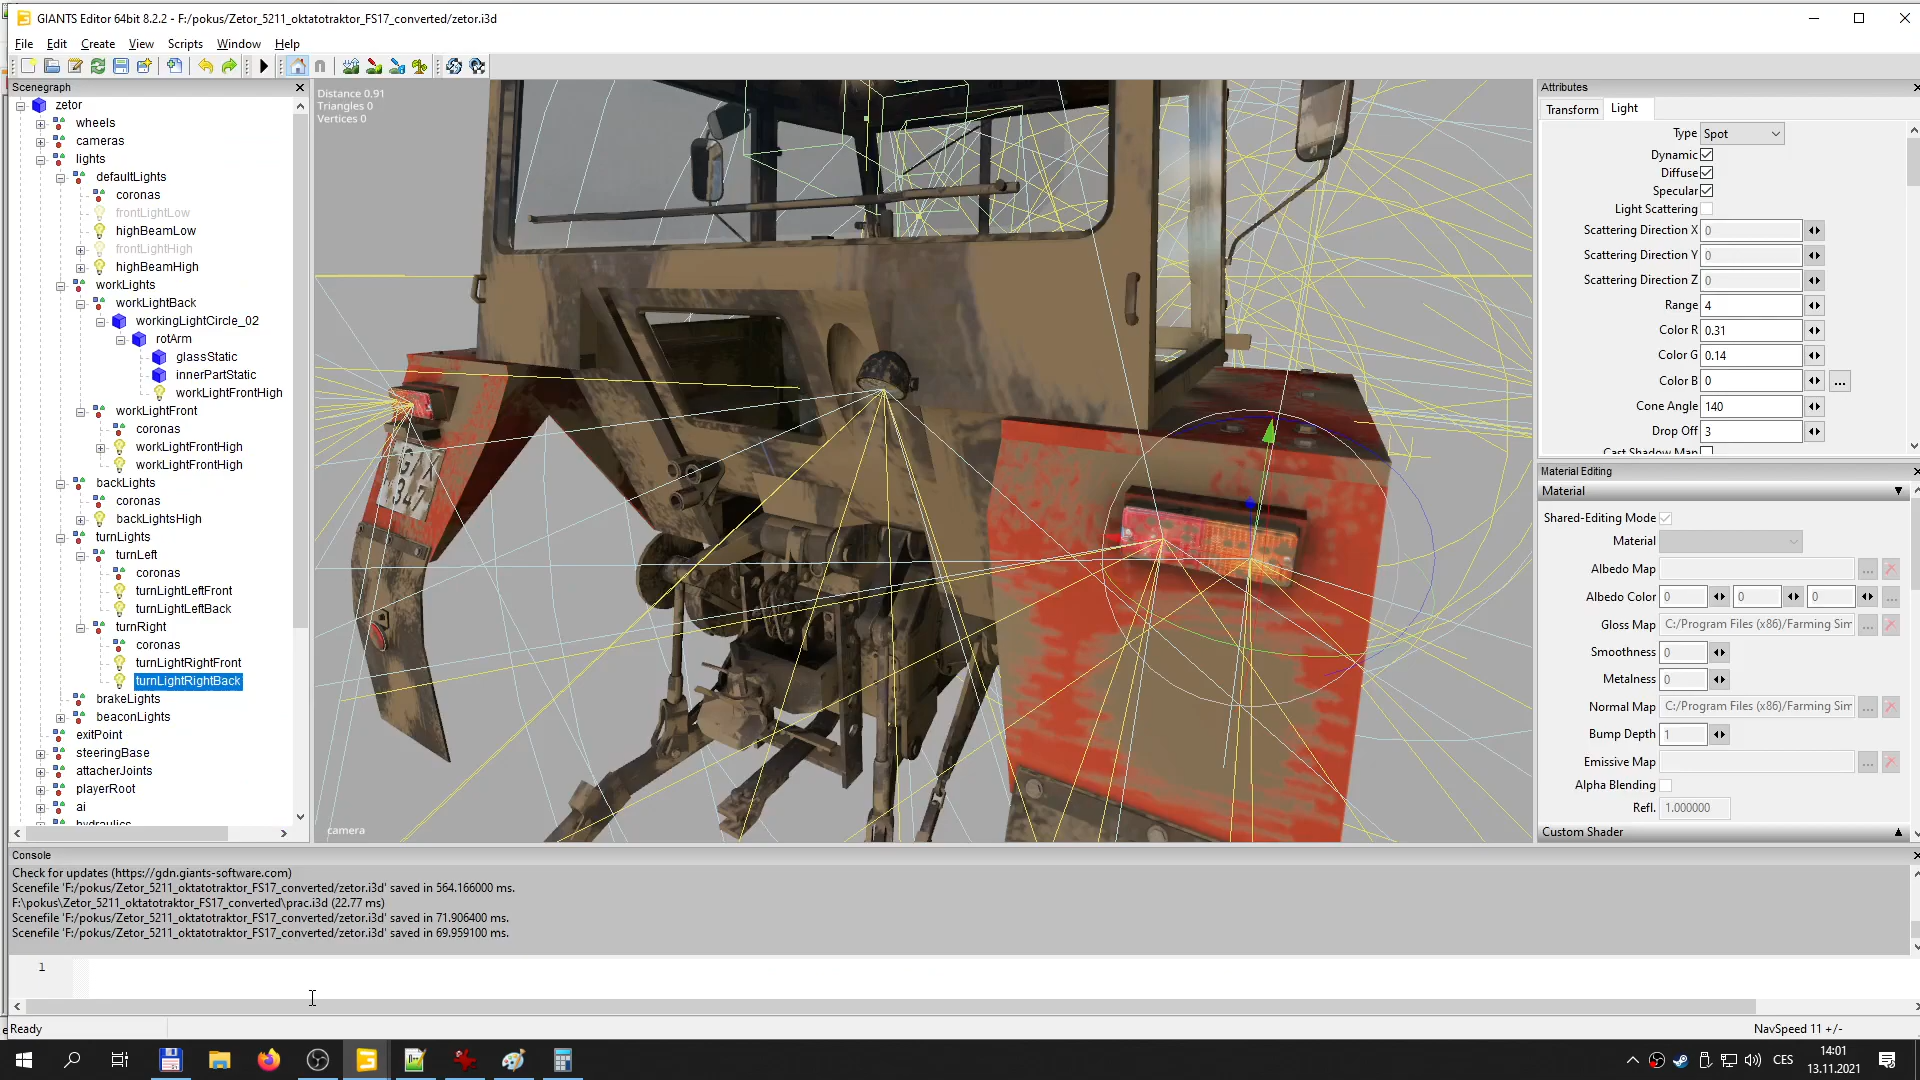 GIANTS Editor 64bit 8.2.2 - F:/pokus/Zetor_5211_oktatotraktor_FS17_converted/zetor.i3d
File Edit Create View Scripts Window Help
Scenegraph
zetor
wheels
cameras
lights
defaultLights
coronas
frontLightLow
highBeamLow
frontLightHigh
highBeamHigh
workLights
workLightBack
workingLightCircle_02
rotArm
glassStatic
innerPartStatic
workLightFrontHigh
workLightFront
coronas
workLightFrontHigh
workLightFrontHigh
backLights
coronas
backLightsHigh
turnLights
turnLeft
coronas
turnLightLeftFront
turnLightLeftBack
turnRight
coronas
turnLightRightFront
turnLightRightBack
brakeLights
beaconLights
exitPoint
steeringBase
attacherJoints
playerRoot
ai
hydraulics
Distance 0.91
Triangles 0
Vertices 0
camera
Attributes
Transform Light
Type Spot
Dynamic
Diffuse
Specular
Light Scattering
Scattering Direction X 0
Scattering Direction Y 0
Scattering Direction Z 0
Range 4
Color R 0.31
Color G 0.14
Color B 0 ...
Cone Angle 140
Drop Off 3
Cast Shadow Map
Material Editing
Material
Shared-Editing Mode
Material
Albedo Map ...
Albedo Color 0 0 0 ...
Gloss Map C:/Program Files (x86)/Farming Sim ...
Smoothness 0
Metalness 0
Normal Map C:/Program Files (x86)/Farming Sim ...
Bump Depth 1
Emissive Map ...
Alpha Blending
Refl. 1.000000
Custom Shader
Console
Check for updates (https://gdn.giants-software.com)
Scenefile 'F:/pokus/Zetor_5211_oktatotraktor_FS17_converted/zetor.i3d' saved in 564.166000 ms.
F:\pokus\Zetor_5211_oktatotraktor_FS17_converted\prac.i3d (22.77 ms)
Scenefile 'F:/pokus/Zetor_5211_oktatotraktor_FS17_converted/zetor.i3d' saved in 71.906400 ms.
Scenefile 'F:/pokus/Zetor_5211_oktatotraktor_FS17_converted/zetor.i3d' saved in 69.959100 ms.
1
Ready
NavSpeed 11 +/-
CES
14:01
13.11.2021